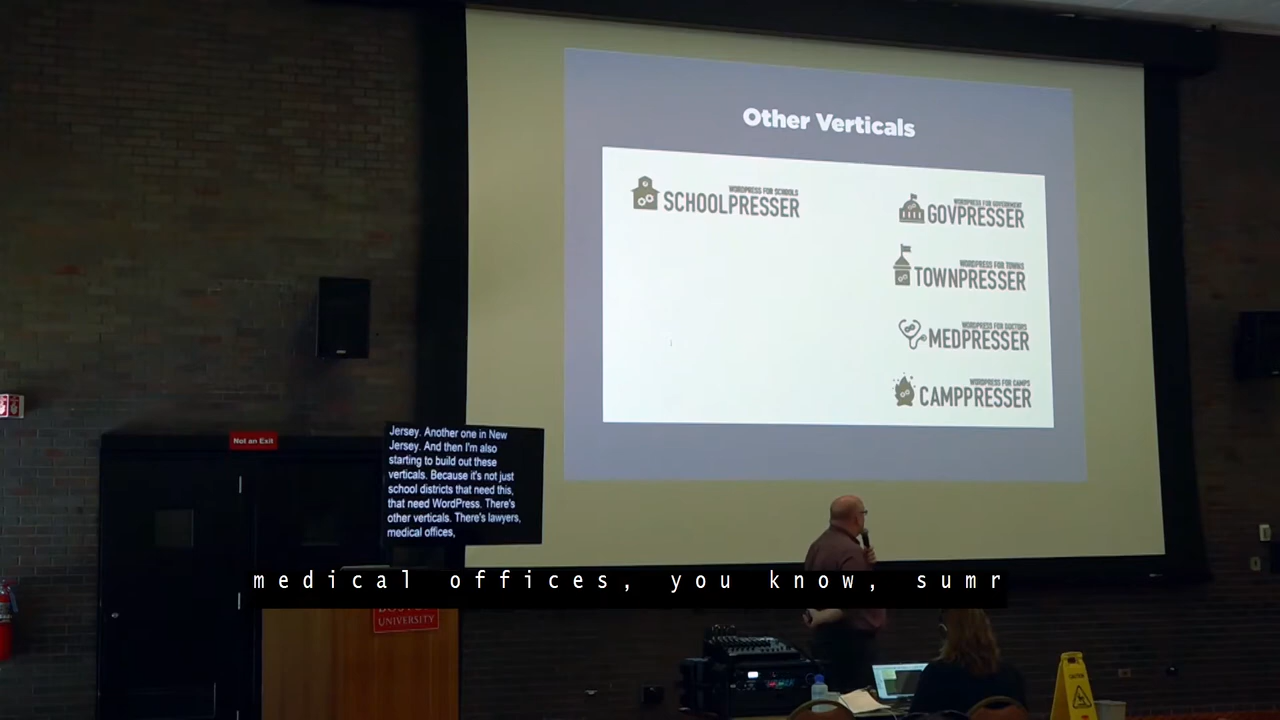 Other Verticals
WORDPRESS FOR SCHOOLS
SCHOOLPRESSER
WORDPRESS FOR GOVERNMENT
GOVPRESSER
WORDPRESS FOR TOWNS
TOWNPRESSER
WORDPRESS FOR DOCTORS
MEDPRESSER
WORDPRESS FOR CAMPS
CAMPPRESSER
Not an Exit
Jersey. Another one in New
Jersey. And then I'm also
starting to build out these
verticals. Because it's not just
school districts that need this,
that need WordPress. There's
other verticals. There's lawyers,
medical offices,
medical offices, you know, sumr
BOSTON
UNIVERSITY
CAUTION